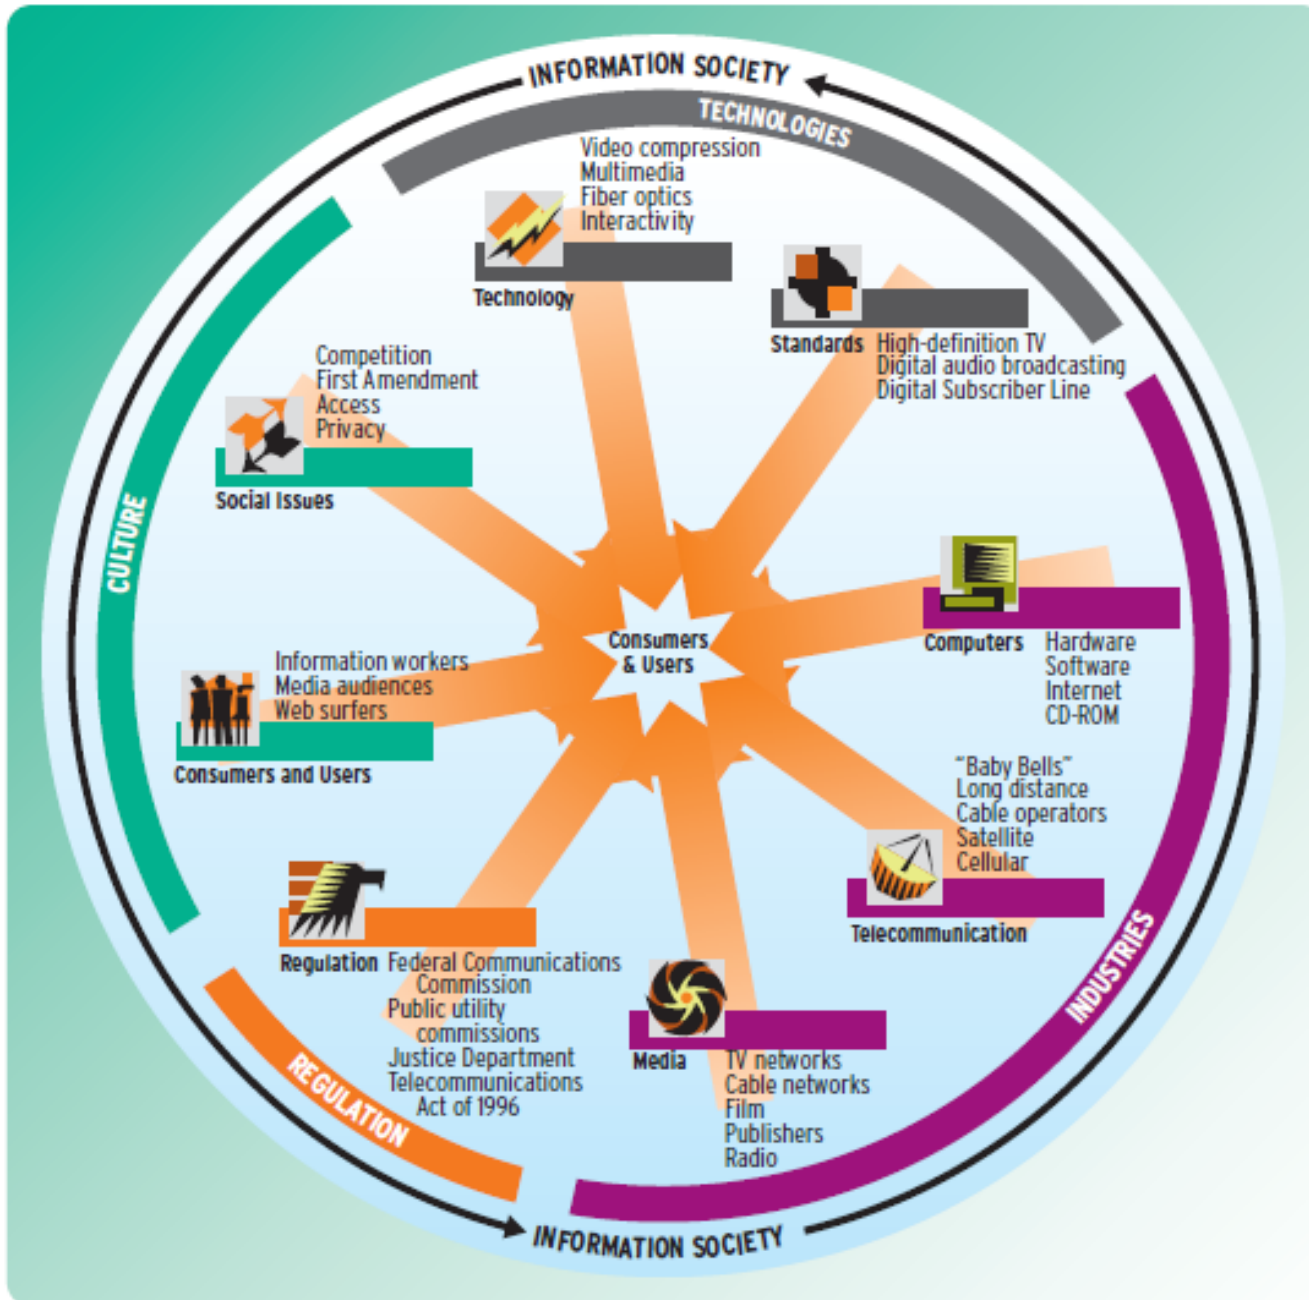 INFORMATION SOCIETY
TECHNOLOGIES
Video compression
Multimedia
Fiber optics
Interactivity
Technology
Standards
High-definition TV
Digital audio broadcasting
Digital Subscriber Line
Competition
First Amendment
Access
Privacy
Social Issues
CULTURE
Consumers
& Users
Computers
Hardware
Software
Internet
CD-ROM
Information workers
Media audiences
Web surfers
Consumers and Users
"Baby Bells"
Long distance
Cable operators
Satellite
Cellular
Telecommunication
INDUSTRIES
Regulation
Federal Communications
Commission
Public utility
commissions
Justice Department
Telecommunications
Act of 1996
REGULATION
Media
TV networks
Cable networks
Film
Publishers
Radio
INFORMATION SOCIETY